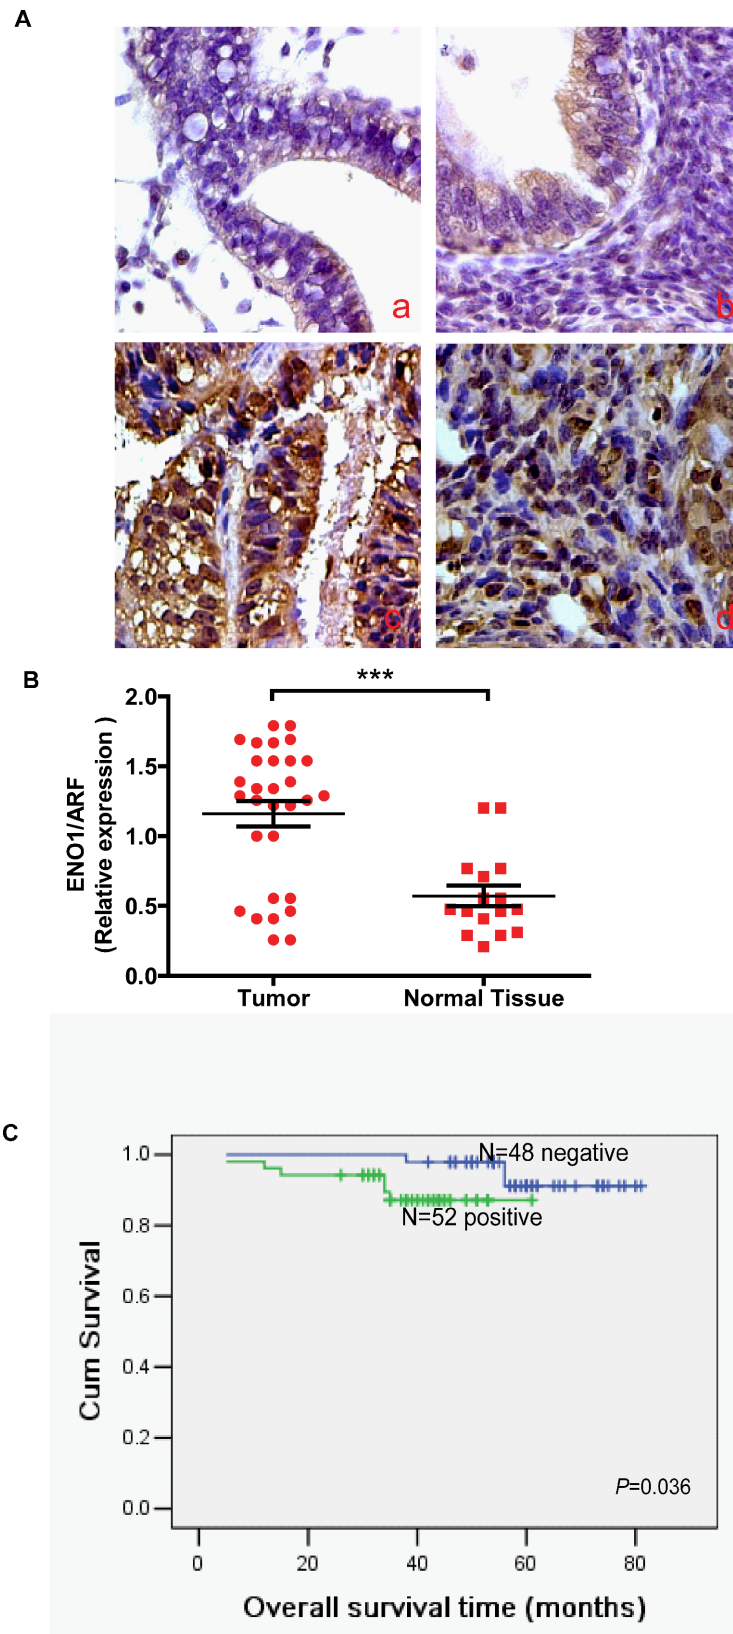 A
a
b
c
d
B
***
ENO1/ARF
(Relative expression )
2.0
1.5
1.0
0.5
0.0
Tumor
Normal Tissue
C
Cum Survival
1.0
0.8
0.6
0.4
0.2
0.0
N=48 negative
N=52 positive
P=0.036
0 20 40 60 80
Overall survival time (months)